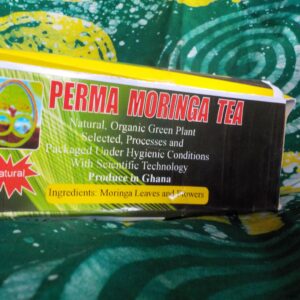 PERMA MORINGA TEA
Natural, Organic Green Plant
Selected, Processes and
Packaged Under Hygienic Conditions
With Scientific Technology
Produce in Ghana
Natural
Ingredients: Moringa Leaves and Flowers